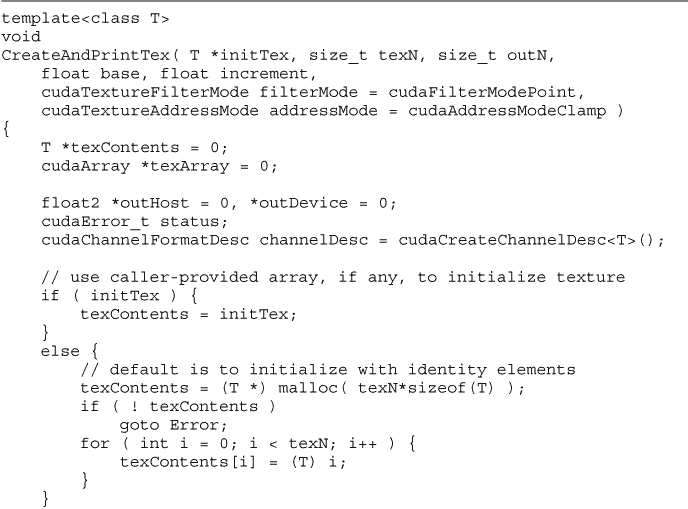 template<class T>
void
CreateAndPrintTex( T *initTex, size_t texN, size_t outN,
    float base, float increment,
    cudaTextureFilterMode filterMode = cudaFilterModePoint,
    cudaTextureAddressMode addressMode = cudaAddressModeClamp )
{
    T *texContents = 0;
    cudaArray *texArray = 0;

    float2 *outHost = 0, *outDevice = 0;
    cudaError_t status;
    cudaChannelFormatDesc channelDesc = cudaCreateChannelDesc<T>();

    // use caller-provided array, if any, to initialize texture
    if ( initTex ) {
        texContents = initTex;
    }
    else {
        // default is to initialize with identity elements
        texContents = (T *) malloc( texN*sizeof(T) );
        if ( ! texContents )
            goto Error;
        for ( int i = 0; i < texN; i++ ) {
            texContents[i] = (T) i;
        }
    }